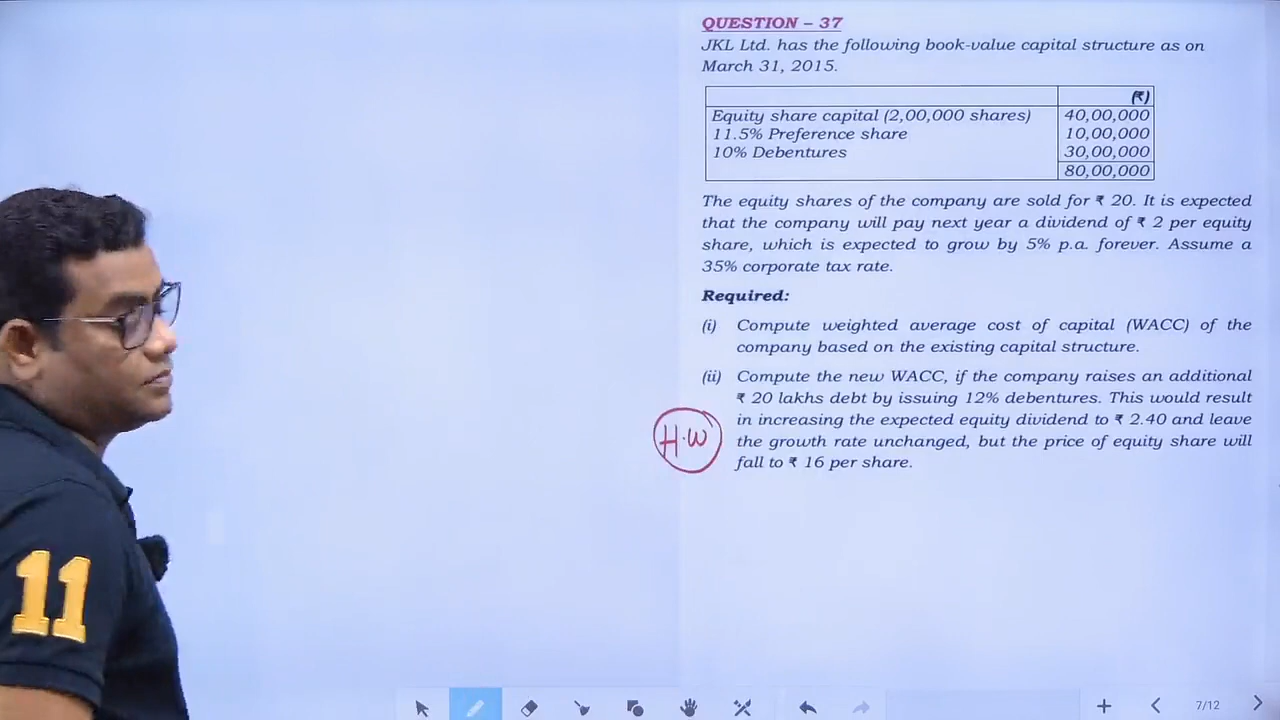 QUESTION – 37
JKL Ltd. has the following book-value capital structure as on
March 31, 2015.
(₹)
Equity share capital (2,00,000 shares) 40,00,000
11.5% Preference share 10,00,000
10% Debentures 30,00,000
80,00,000
The equity shares of the company are sold for ₹ 20. It is expected
that the company will pay next year a dividend of ₹ 2 per equity
share, which is expected to grow by 5% p.a. forever. Assume a
35% corporate tax rate.
Required:
(i) Compute weighted average cost of capital (WACC) of the
company based on the existing capital structure.
(ii) Compute the new WACC, if the company raises an additional
₹ 20 lakhs debt by issuing 12% debentures. This would result
in increasing the expected equity dividend to ₹ 2.40 and leave
the growth rate unchanged, but the price of equity share will
fall to ₹ 16 per share.
H.W
11
7/12